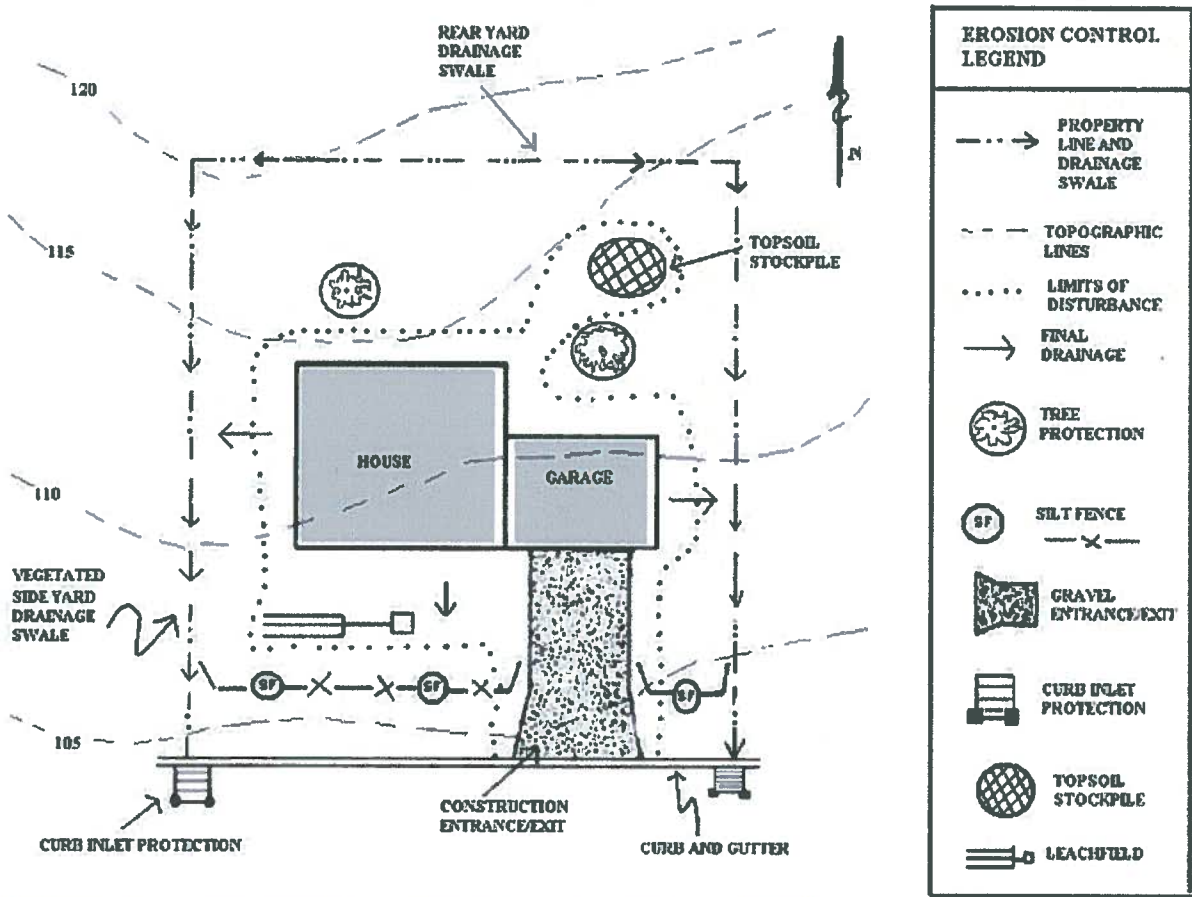 REAR YARD
DRAINAGE
SWALE
120
N
115
TOPSOIL
STOCKPILE
HOUSE
GARAGE
110
VEGETATED
SIDE YARD
DRAINAGE
SWALE
SF
SF
SF
105
CURB INLET PROTECTION
CONSTRUCTION
ENTRANCE/EXIT
CURB AND GUTTER
EROSION CONTROL
LEGEND
PROPERTY
LINE AND
DRAINAGE
SWALE
TOPOGRAPHIC
LINES
LIMITS OF
DISTURBANCE
FINAL
DRAINAGE
TREE
PROTECTION
SF
SILT FENCE
GRAVEL
ENTRANCE/EXIT
CURB INLET
PROTECTION
TOPSOIL
STOCKPILE
LEACHFIELD